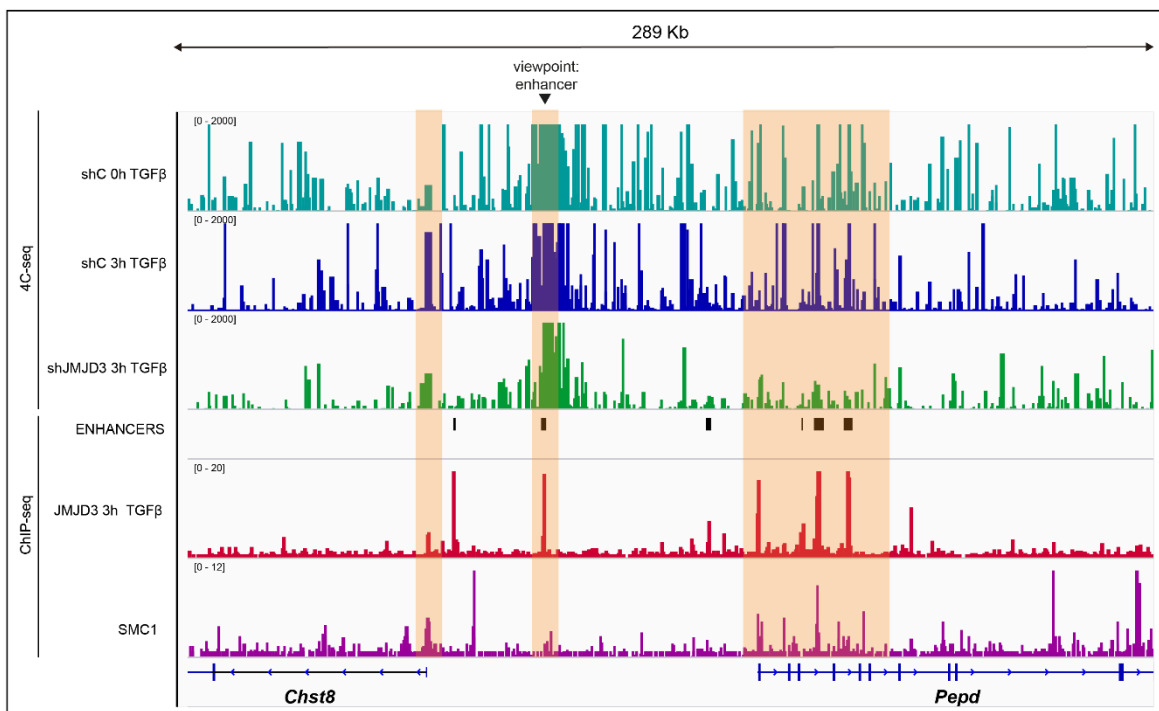 289 Kb
viewpoint:
enhancer
4C-seq
[0 - 2000]
shC 0h TGFβ
[0 - 2000]
shC 3h TGFβ
[0 - 2000]
shJMJD3 3h TGFβ
ChIP-seq
ENHANCERS
[0 - 20]
JMJD3 3h TGFβ
[0 - 12]
SMC1
Chst8 Pepd